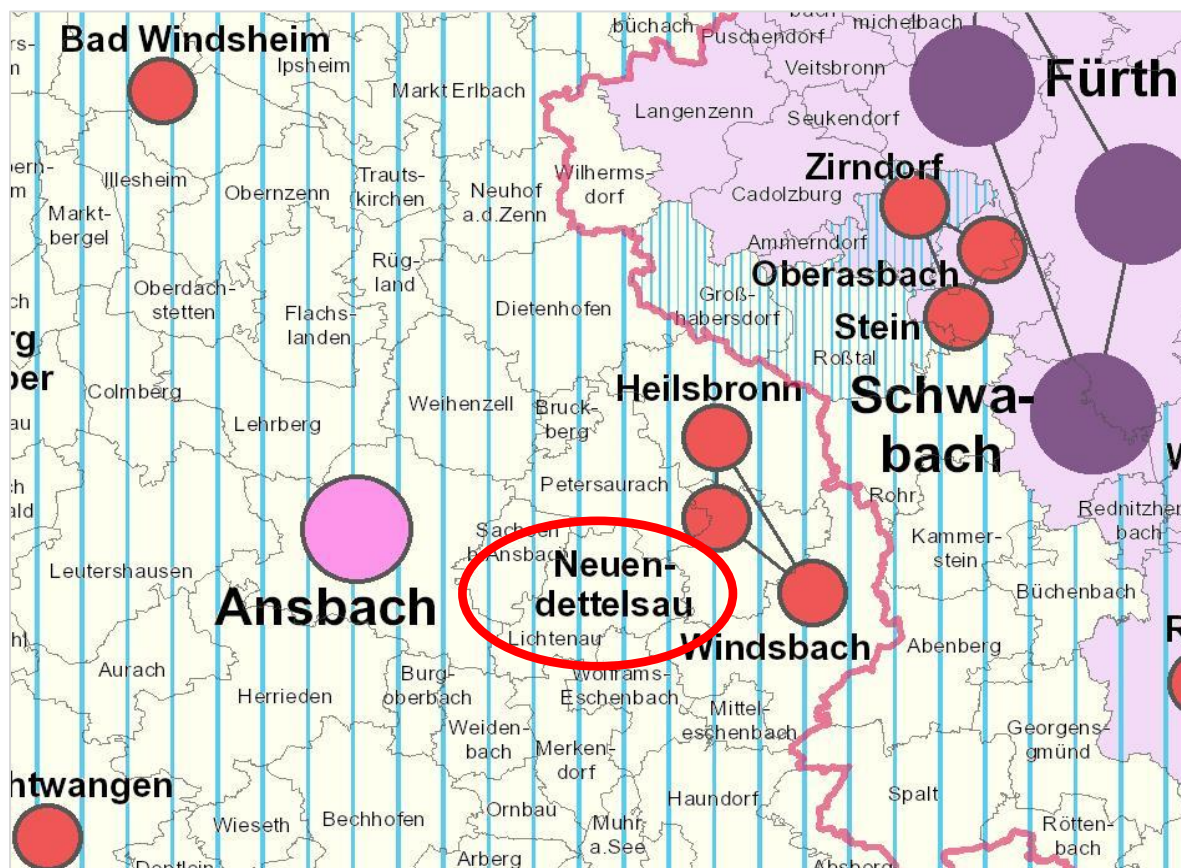 büchach
bach
michelbach
Puschendorf
Bad Windsheim
Ipsheim
Veitsbronn
Fürth
Markt Erlbach
Langenzenn
Seukendorf
Zirndorf
Illesheim
Obernzenn
Trauts-
kirchen
Neuhof
a.d.Zenn
Wilherms-
dorf
Cadolzburg
Markt-
bergel
Ammerndorf
Rüg-
land
Oberasbach
Oberdach-
stetten
Flachs-
landen
Dietenhofen
Groß-
habersdorf
Stein
Roßtal
Colmberg
Heilsbronn
Schwa-
bach
Weihenzell
Bruck-
berg
Lehrberg
Petersaurach
Rohr
Rednitzhem-
bach
Sachsen
b.Ansbach
Kammer-
stein
Neuen-
dettelsau
Leutershausen
Büchenbach
Ansbach
Lichtenau
Windsbach
Abenberg
Aurach
Herrieden
Burg-
oberbach
Wolframs-
Eschenbach
Mittel-
eschenbach
Weiden-
bach
Georgens-
gmünd
Merken-
dorf
htwangen
Haundorf
Spalt
Ornbau
Wieseth
Bechhofen
Muhr
a.See
Rötten-
bach
Arberg
Dentlein
Absberg